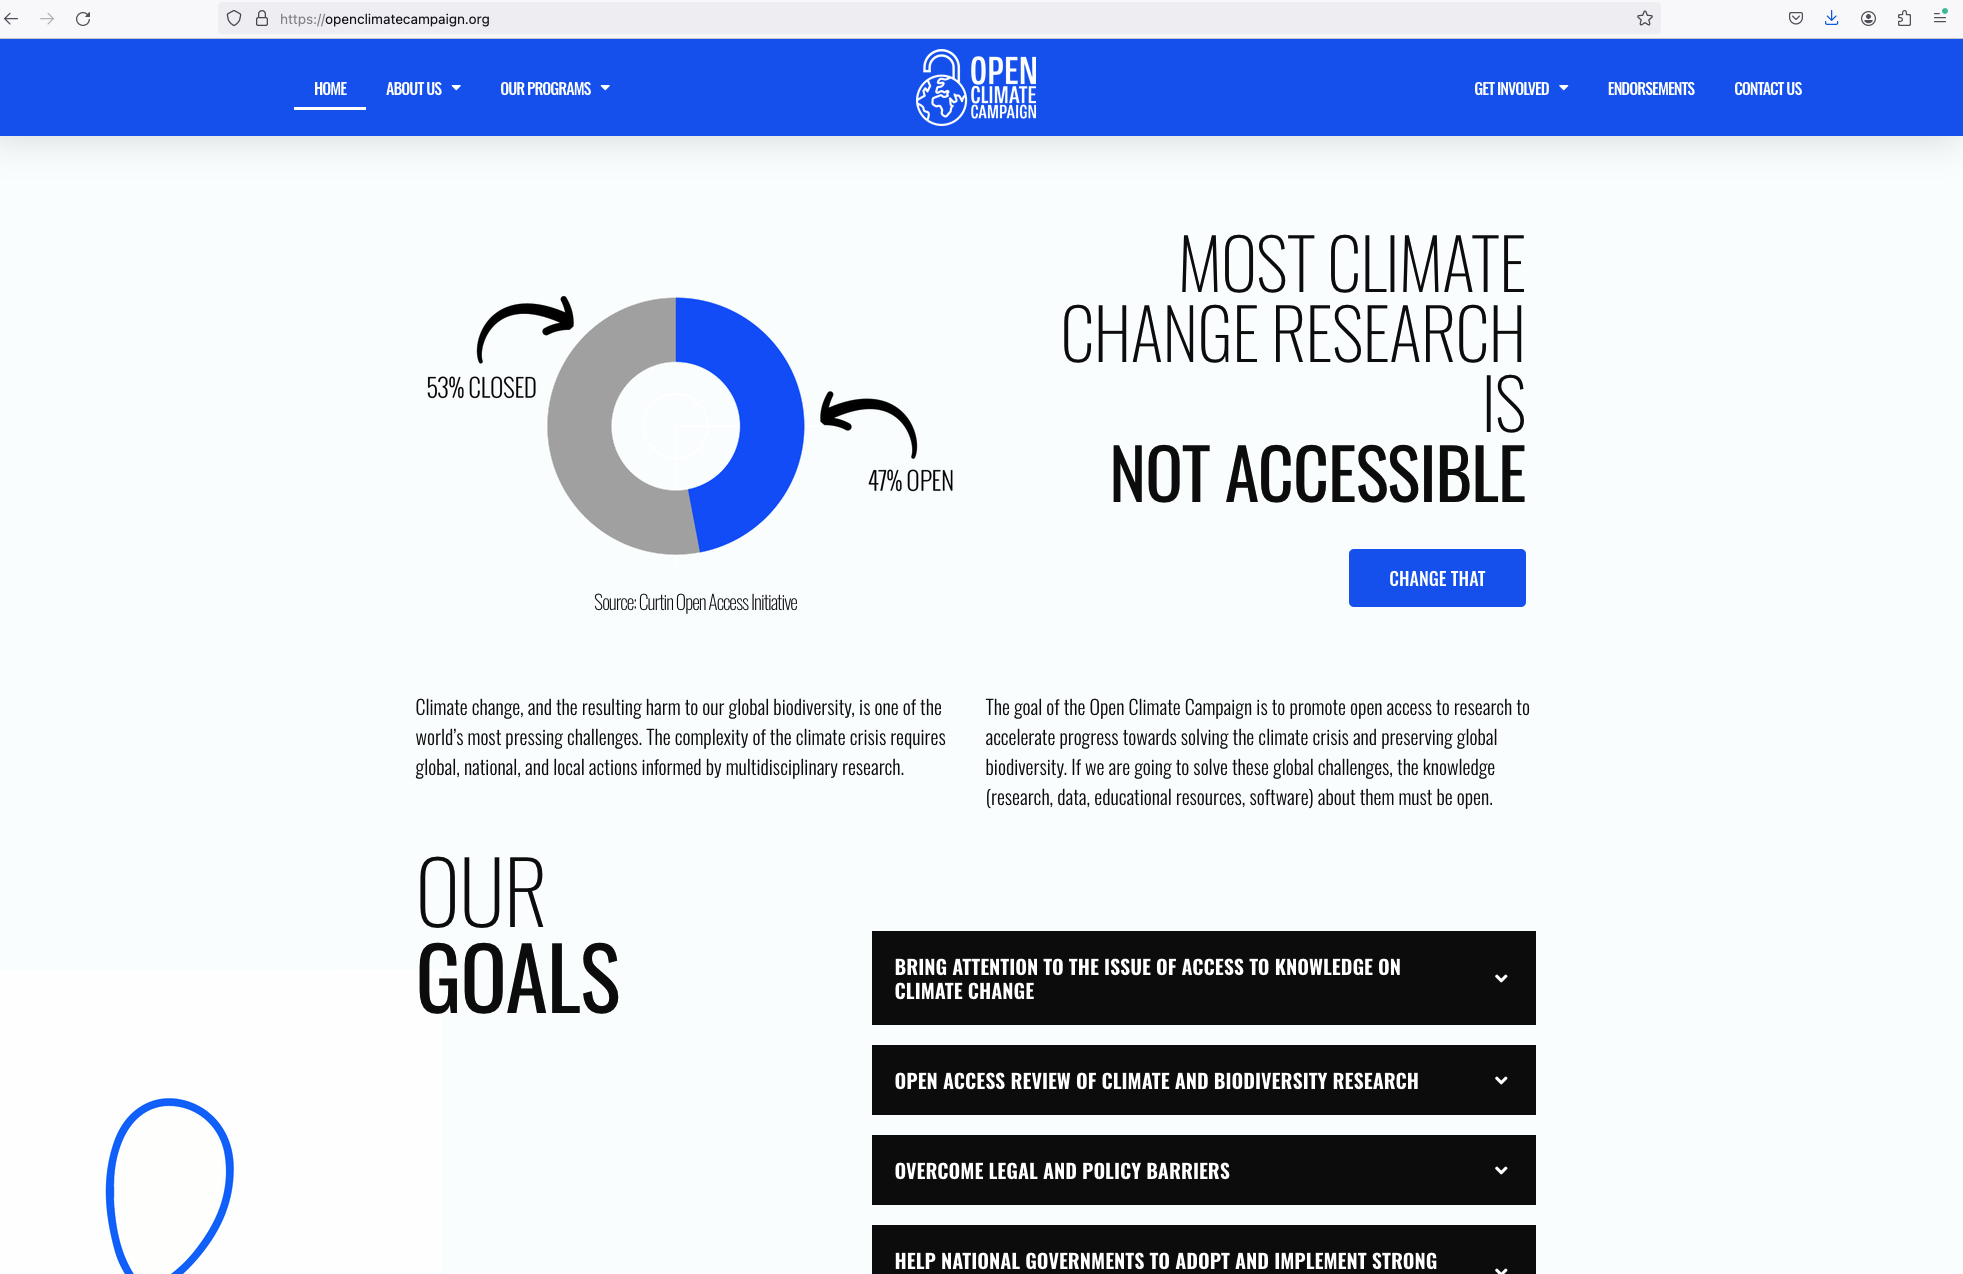 https://openclimatecampaign.org
HOME
ABOUT US
OUR PROGRAMS
OPEN
CLIMATE
CAMPAIGN
GET INVOLVED
ENDORSEMENTS
CONTACT US
53% CLOSED
47% OPEN
Source: Curtin Open Access Initiative
MOST CLIMATE
CHANGE RESEARCH
IS
NOT ACCESSIBLE
CHANGE THAT
Climate change, and the resulting harm to our global biodiversity, is one of the
world’s most pressing challenges. The complexity of the climate crisis requires
global, national, and local actions informed by multidisciplinary research.
The goal of the Open Climate Campaign is to promote open access to research to
accelerate progress towards solving the climate crisis and preserving global
biodiversity. If we are going to solve these global challenges, the knowledge
(research, data, educational resources, software) about them must be open.
OUR
GOALS
BRING ATTENTION TO THE ISSUE OF ACCESS TO KNOWLEDGE ON
CLIMATE CHANGE
OPEN ACCESS REVIEW OF CLIMATE AND BIODIVERSITY RESEARCH
OVERCOME LEGAL AND POLICY BARRIERS
HELP NATIONAL GOVERNMENTS TO ADOPT AND IMPLEMENT STRONG